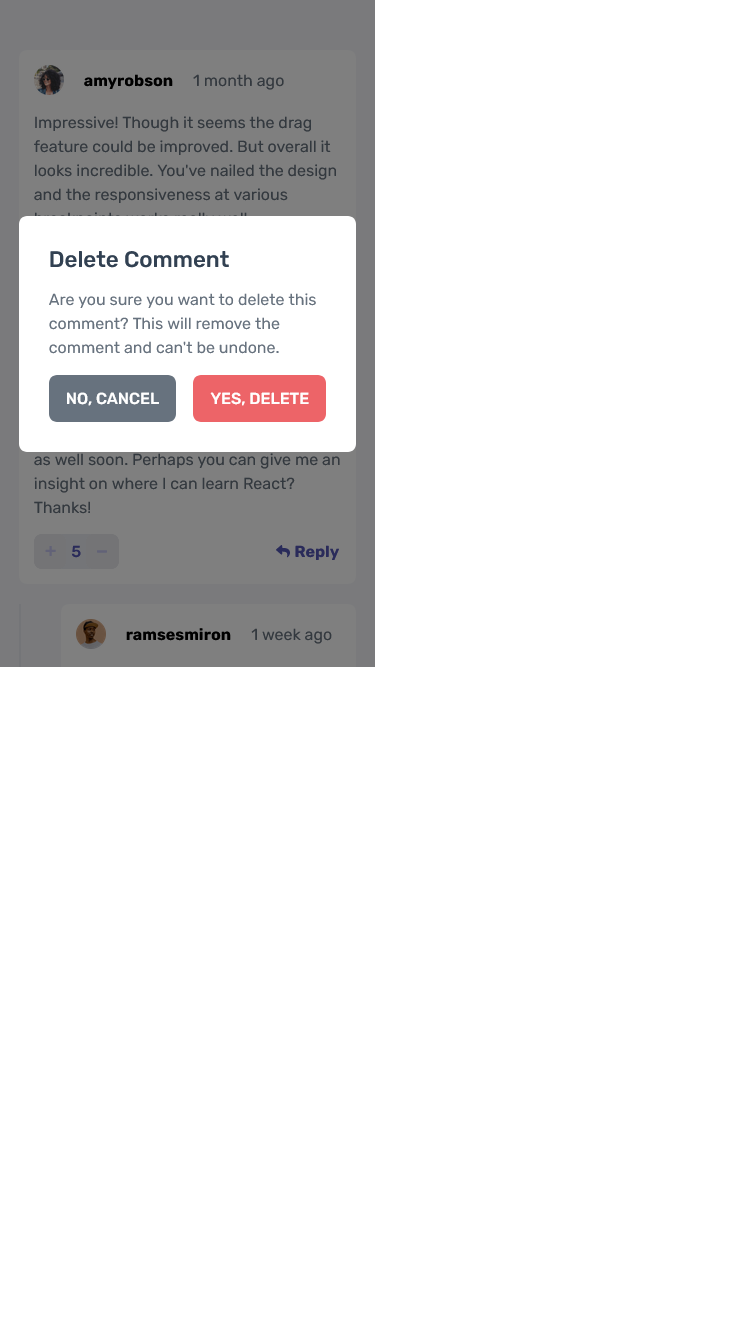 amyrobson 1 month ago
Impressive! Though it seems the drag
feature could be improved. But overall it
looks incredible. You've nailed the design
and the responsiveness at various
Delete Comment
Are you sure you want to delete this
comment? This will remove the
comment and can't be undone.
NO, CANCEL YES, DELETE
as well soon. Perhaps you can give me an
insight on where I can learn React?
Thanks!
+ 5 − Reply
ramsesmiron 1 week ago